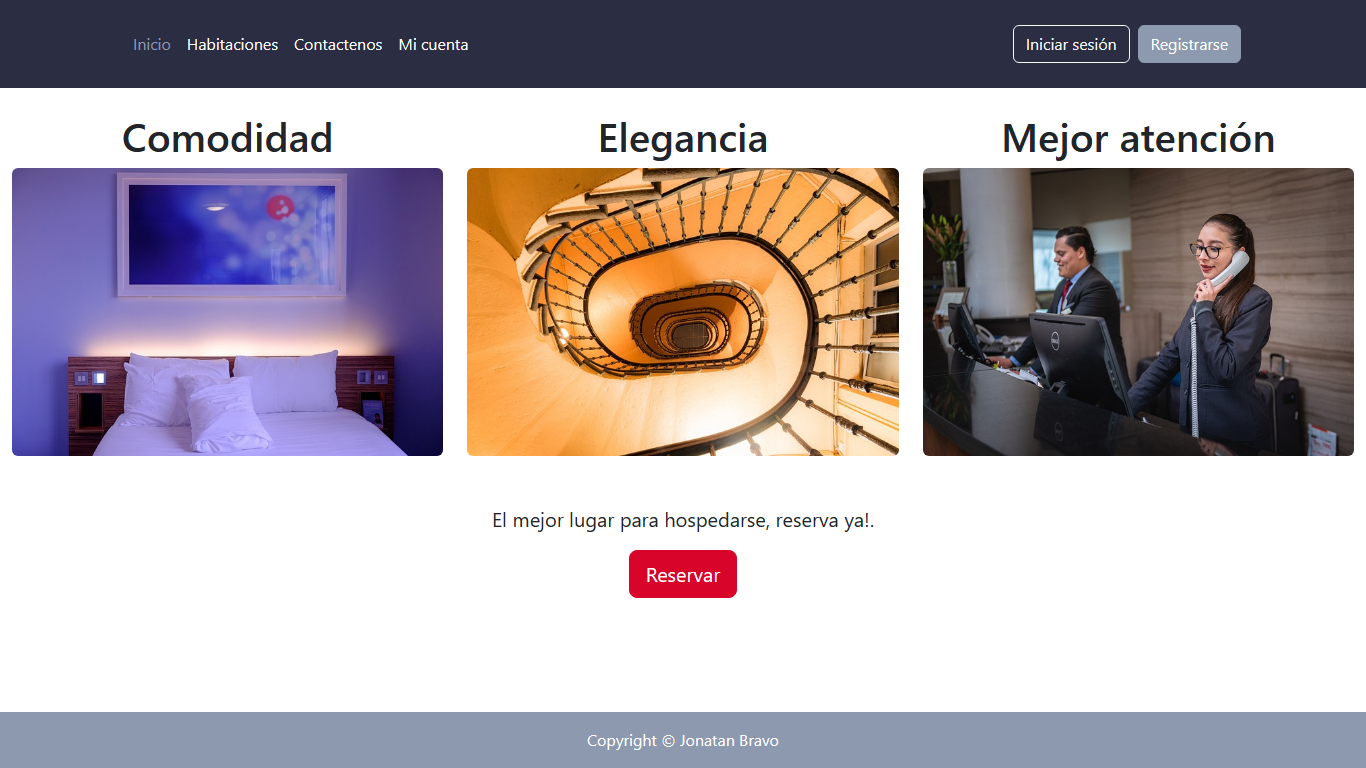 Inicio Habitaciones Contactenos Mi cuenta Iniciar sesión Registrarse
Comodidad Elegancia Mejor atención
El mejor lugar para hospedarse, reserva ya!.
Reservar
Copyright © Jonatan Bravo